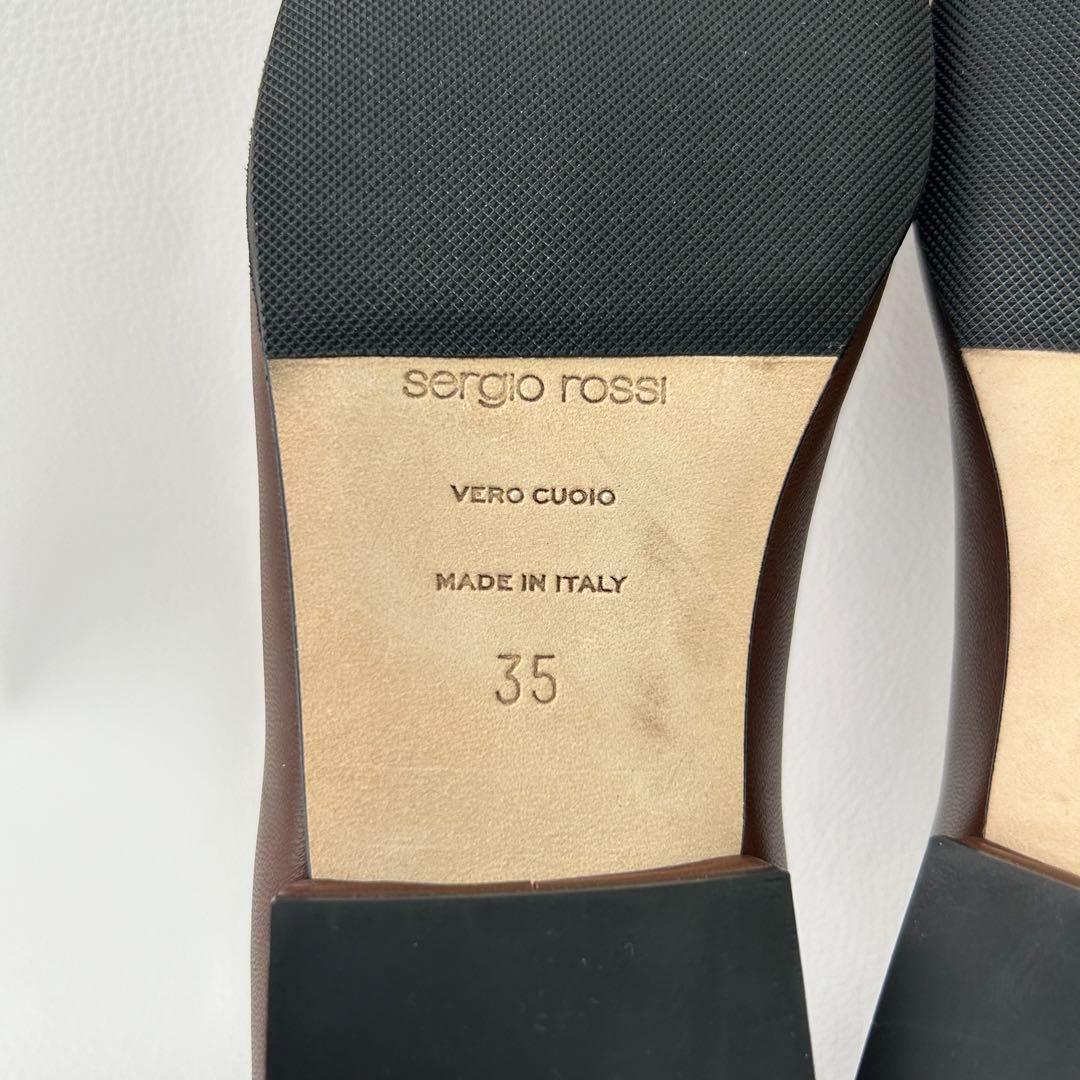 sergio rossi
VERO CUOIO
MADE IN ITALY
35